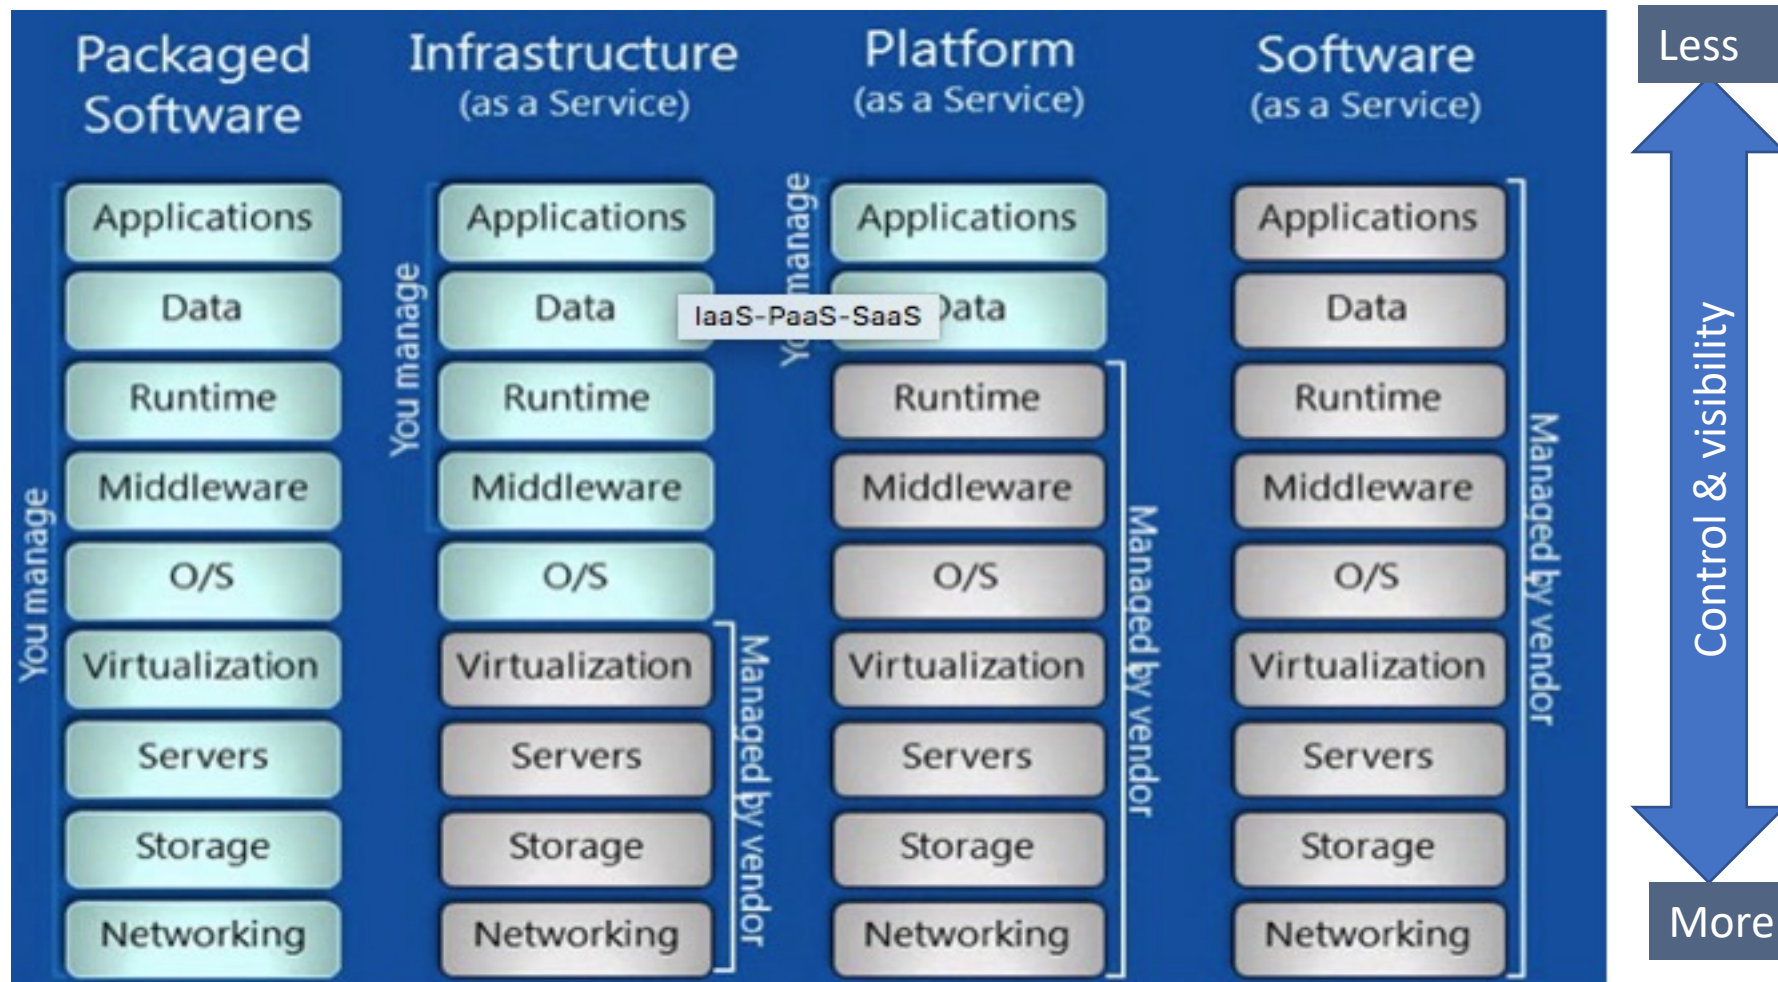 Packaged
Software
Infrastructure
(as a Service)
Platform
(as a Service)
Software
(as a Service)
Less
You manage
Applications
Data
Runtime
Middleware
O/S
Virtualization
Servers
Storage
Networking
You manage
Applications
Data
Runtime
Middleware
O/S
Virtualization
Servers
Storage
Networking
Managed by vendor
IaaS-PaaS-SaaS
You manage
Applications
Data
Runtime
Middleware
O/S
Virtualization
Servers
Storage
Networking
Managed by vendor
Applications
Data
Runtime
Middleware
O/S
Virtualization
Servers
Storage
Networking
Managed by vendor
Control & visibility
More